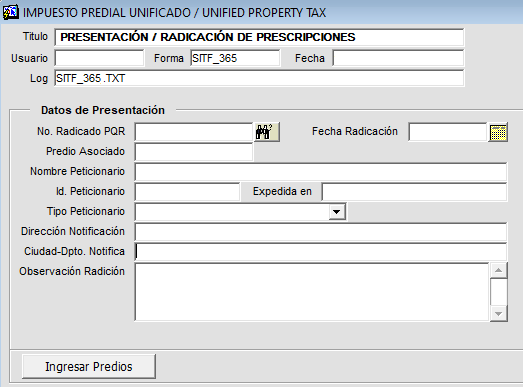 IMPUESTO PREDIAL UNIFICADO / UNIFIED PROPERTY TAX
Titulo PRESENTACIÓN / RADICACIÓN DE PRESCRIPCIONES
Usuario Forma SITF_365 Fecha
Log SITF_365 .TXT
Datos de Presentación
No. Radicado PQR Fecha Radicación
Predio Asociado
Nombre Peticionario
Id. Peticionario Expedida en
Tipo Peticionario
Dirección Notificación
Ciudad-Dpto. Notifica
Observación Radición
Ingresar Predios